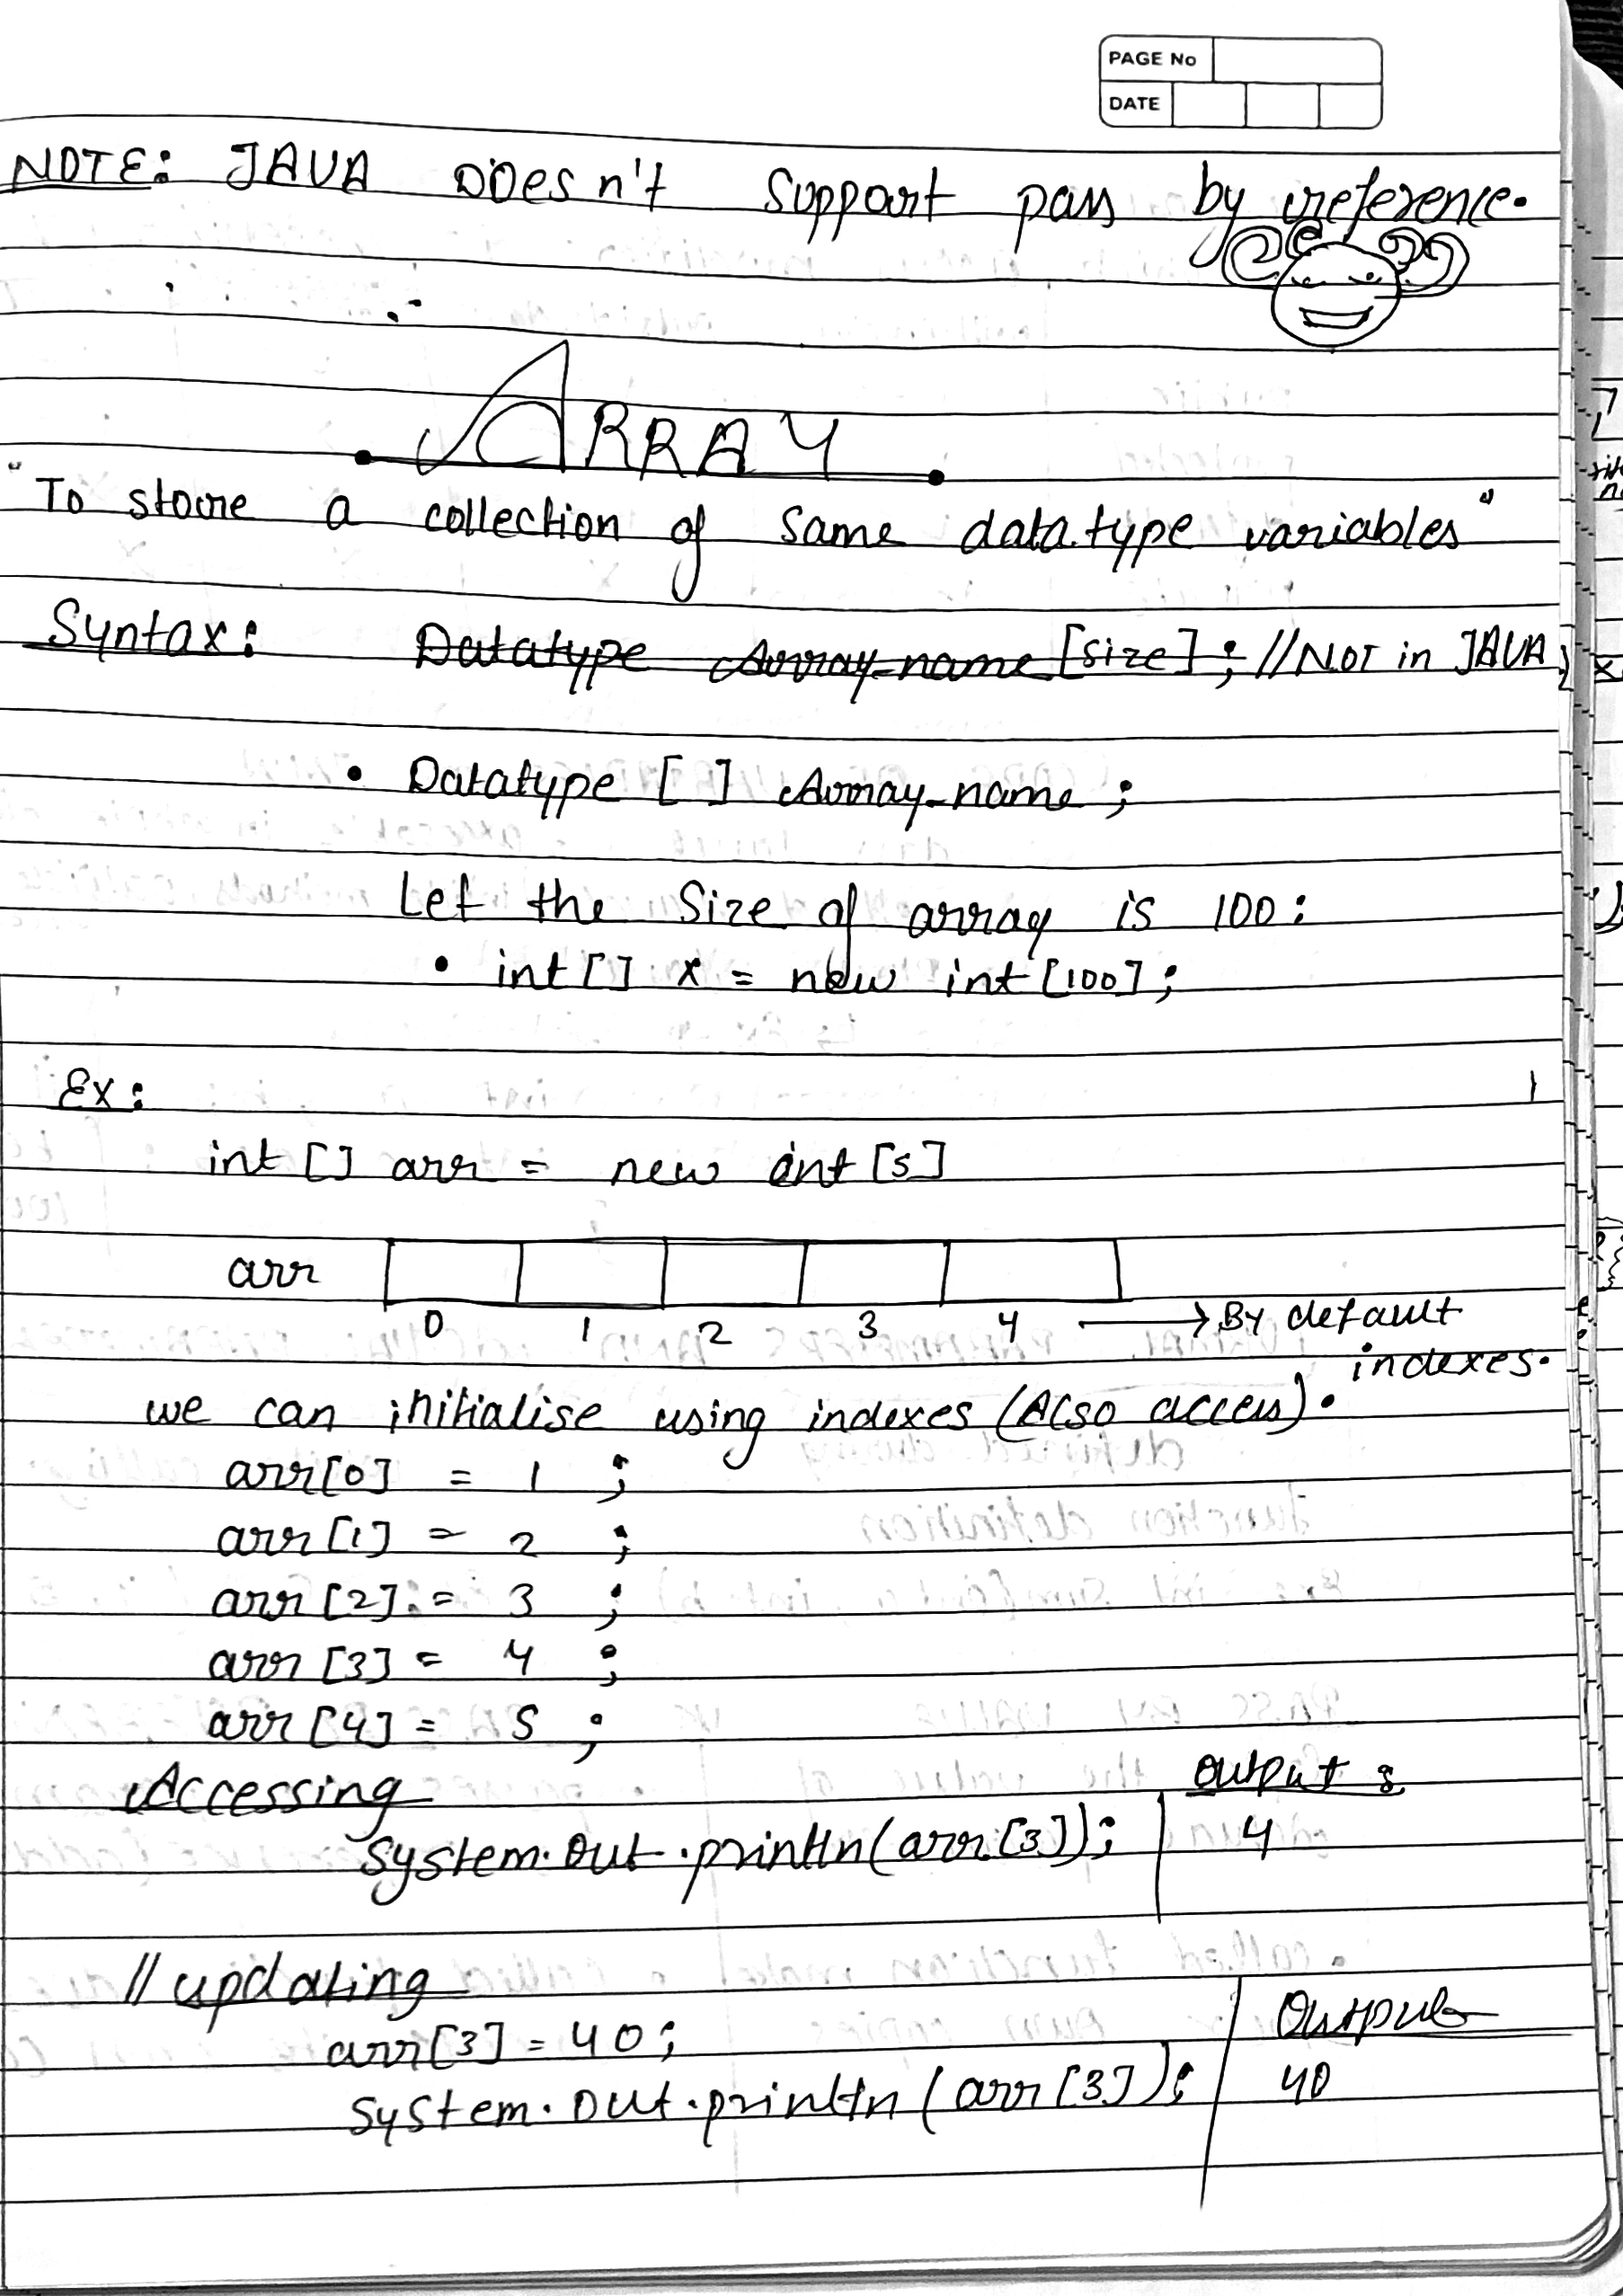 PAGE No
DATE
NOTE: JAVA DOesn't Support pass by reference.
ARRAY
"To store a collection of same data type variables"
Syntax: Datatype Array_name [size]; //NOT in JAVA
• Datatype [ ] Array_name ;
Let the Size of array is 100:
• int [] x = new int [100];
Ex:
int [] arr = new int [5]
arr
0 1 2 3 4 → By default
indexes.
we can initialise using indexes (Also access).
arr[0] = 1 ;
arr [1] = 2 ;
arr [2] = 3 ;
arr [3] = 4 ;
arr [4] = 5 ;
Accessing Output :
System.out.println(arr[3]); 4
// updating Output
arr[3] = 40;
System.out.println (arr [3]); 40